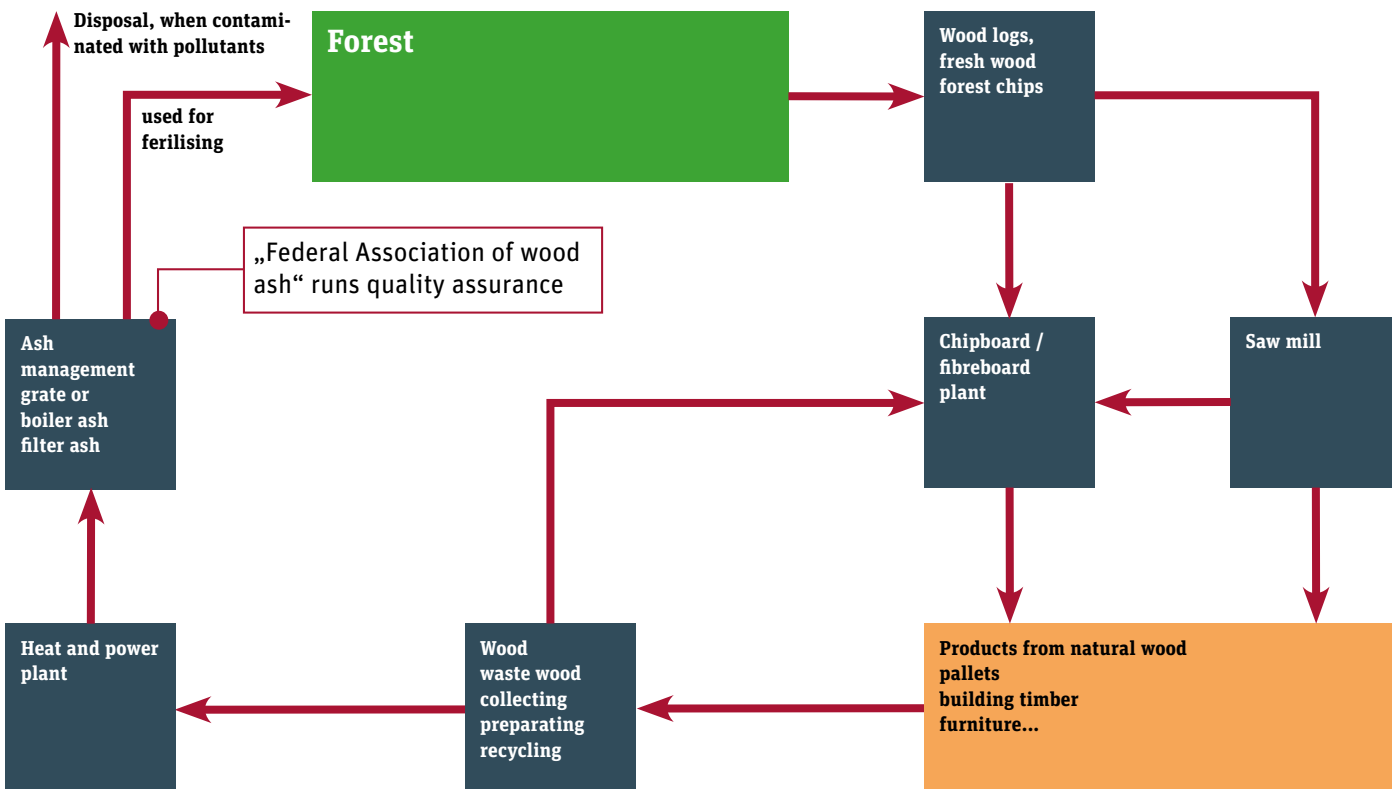 Disposal, when contami-
nated with pollutants
used for
ferilising
Forest
Wood logs,
fresh wood
forest chips
„Federal Association of wood
ash“ runs quality assurance
Ash
management
grate or
boiler ash
filter ash
Chipboard /
fibreboard
plant
Saw mill
Heat and power
plant
Wood
waste wood
collecting
preparating
recycling
Products from natural wood
pallets
building timber
furniture...